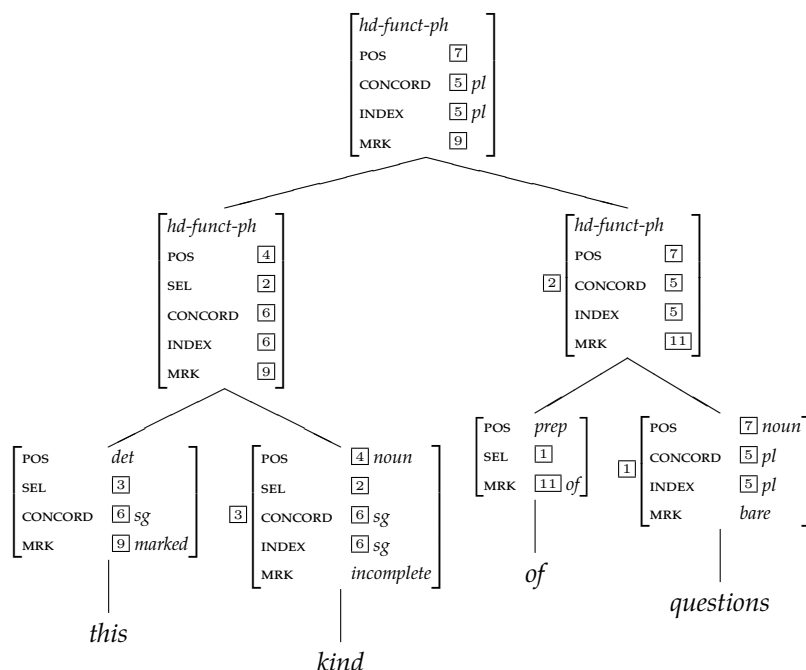 hd-funct-ph
POS 7
CONCORD 5 pl
INDEX 5 pl
MRK 9
hd-funct-ph
POS 4
SEL 2
CONCORD 6
INDEX 6
MRK 9
2
hd-funct-ph
POS 7
CONCORD 5
INDEX 5
MRK 11
POS det
SEL 3
CONCORD 6 sg
MRK 9 marked
this
3
POS 4 noun
SEL 2
CONCORD 6 sg
INDEX 6 sg
MRK incomplete
kind
POS prep
SEL 1
MRK 11 of
of
1
POS 7 noun
CONCORD 5 pl
INDEX 5 pl
MRK bare
questions